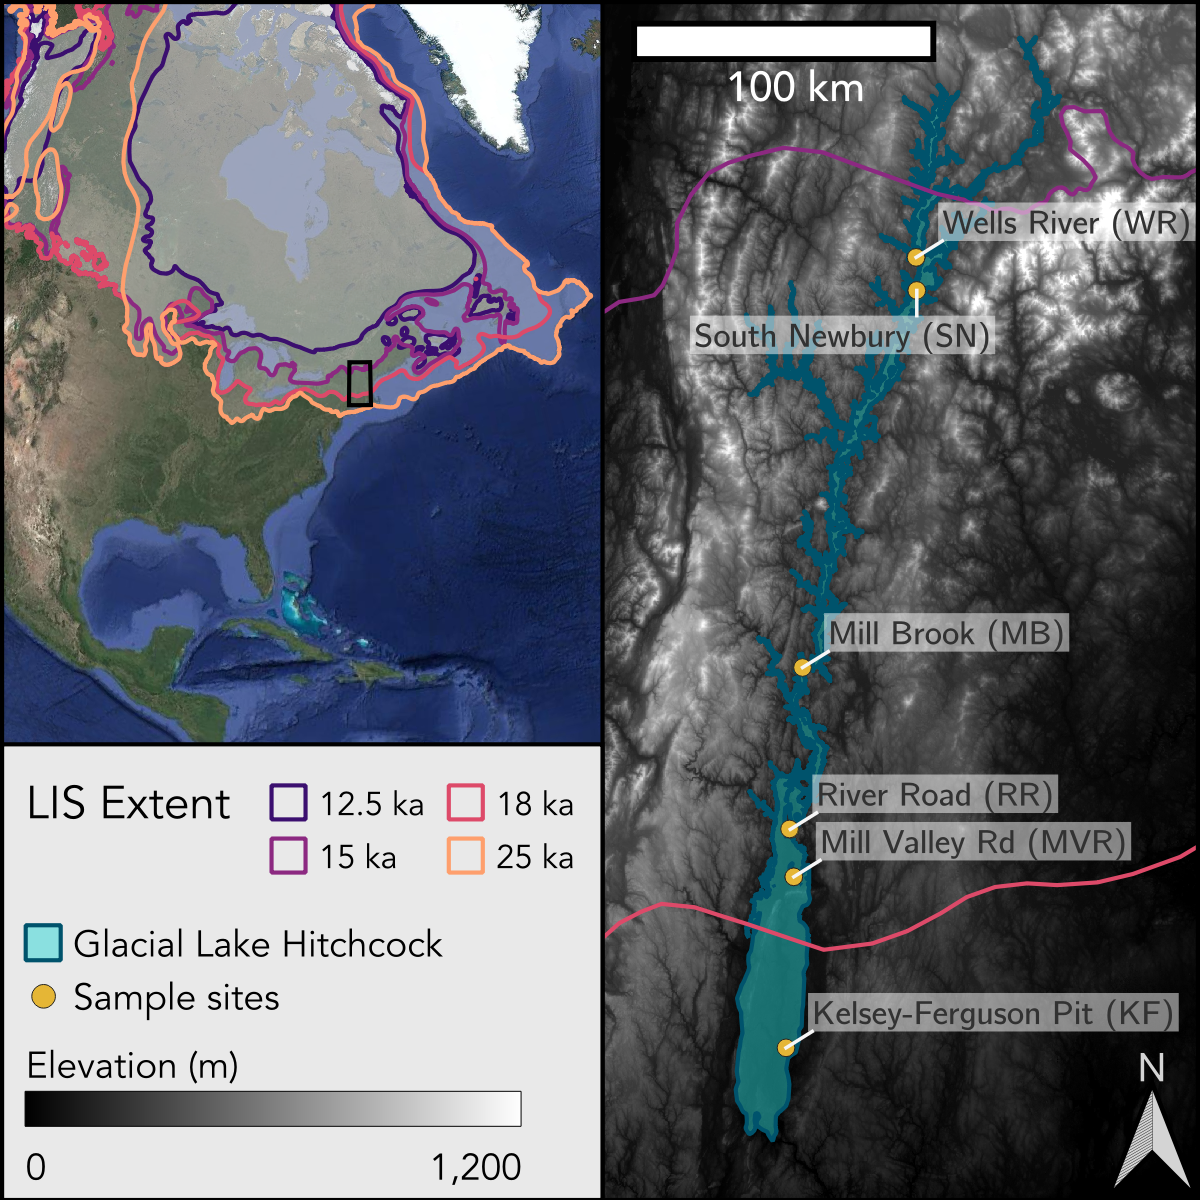 100 km
Wells River (WR)
South Newbury (SN)
Mill Brook (MB)
River Road (RR)
Mill Valley Rd (MVR)
Kelsey-Ferguson Pit (KF)
N
LIS Extent
12.5 ka
18 ka
15 ka
25 ka
Glacial Lake Hitchcock
Sample sites
Elevation (m)
0
1,200